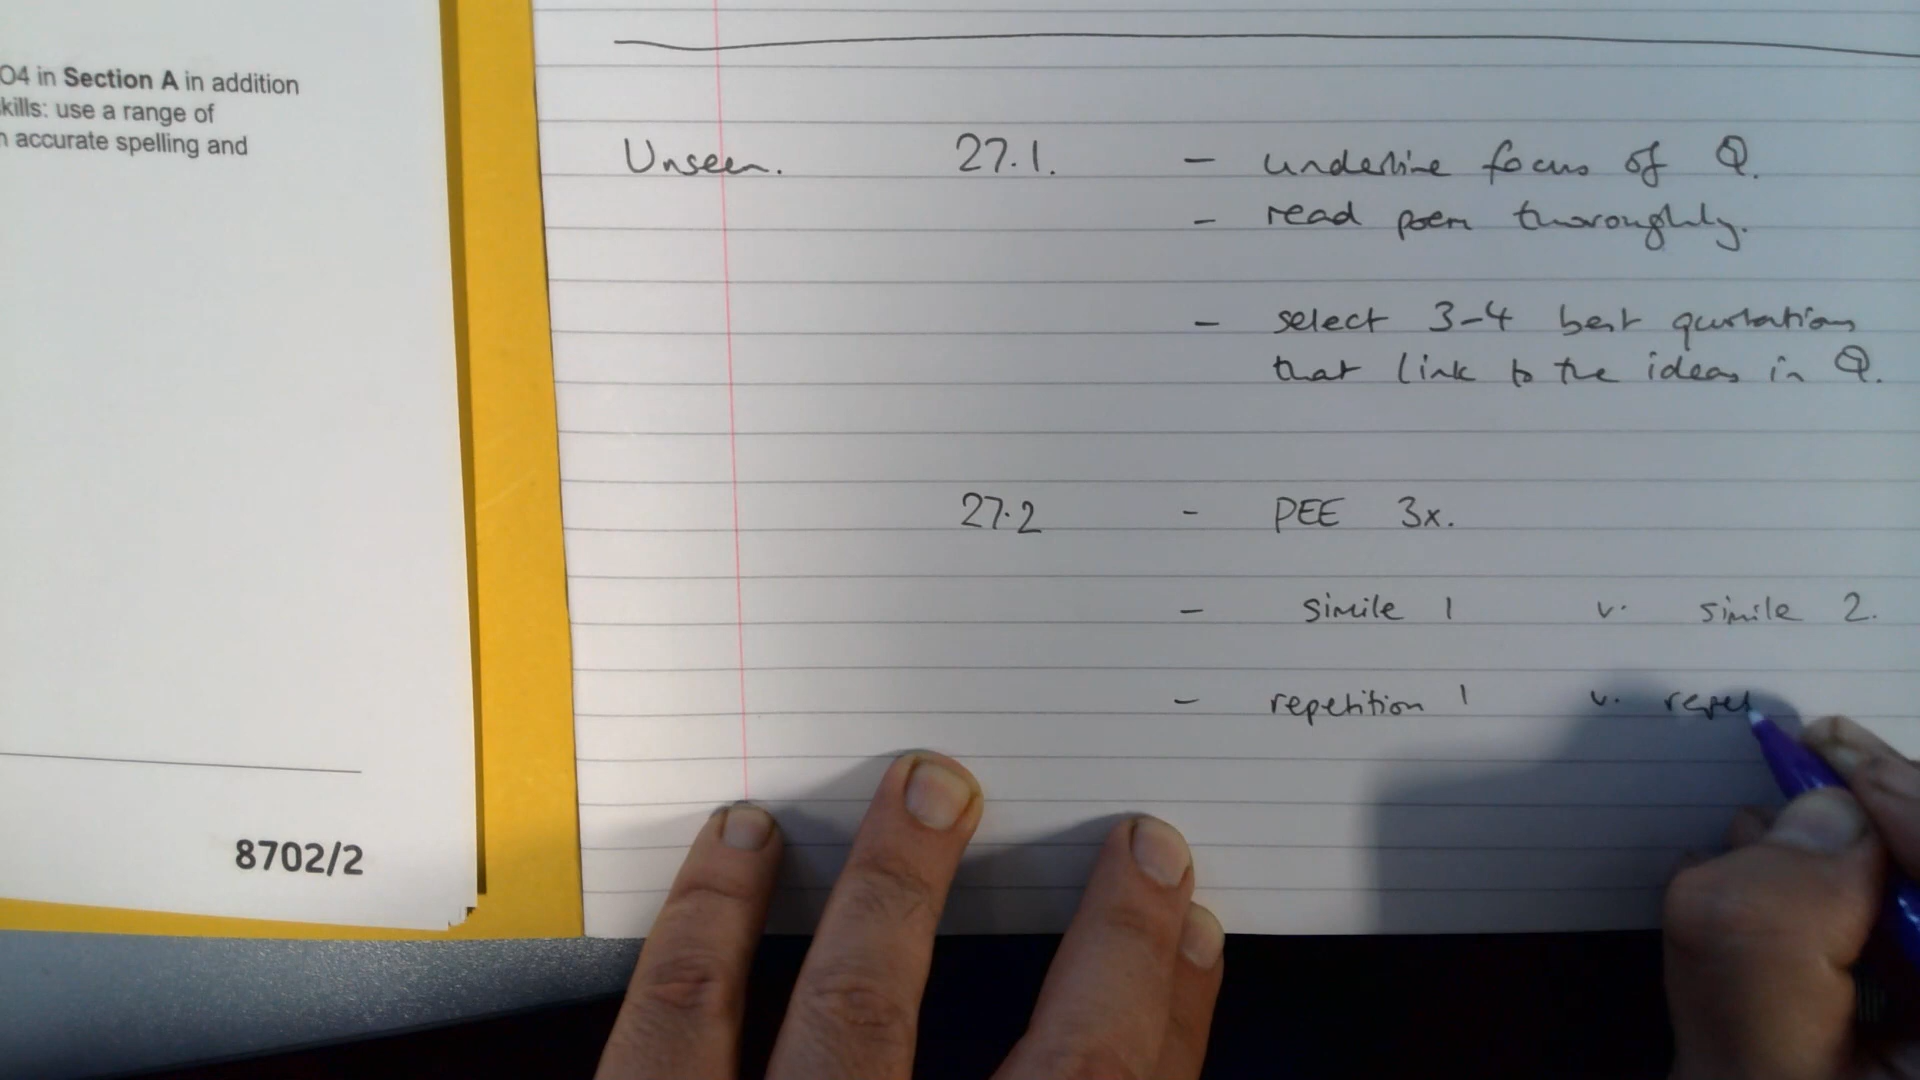 O4 in Section A in addition
kills: use a range of
n accurate spelling and
8702/2
Unseen. 27.1. - underline focus of Q.
- read poem thoroughly.
- select 3-4 best quotations
that link to the ideas in Q.
27.2 - PEE 3x.
- simile 1 v. simile 2.
- repetition 1 v. repet